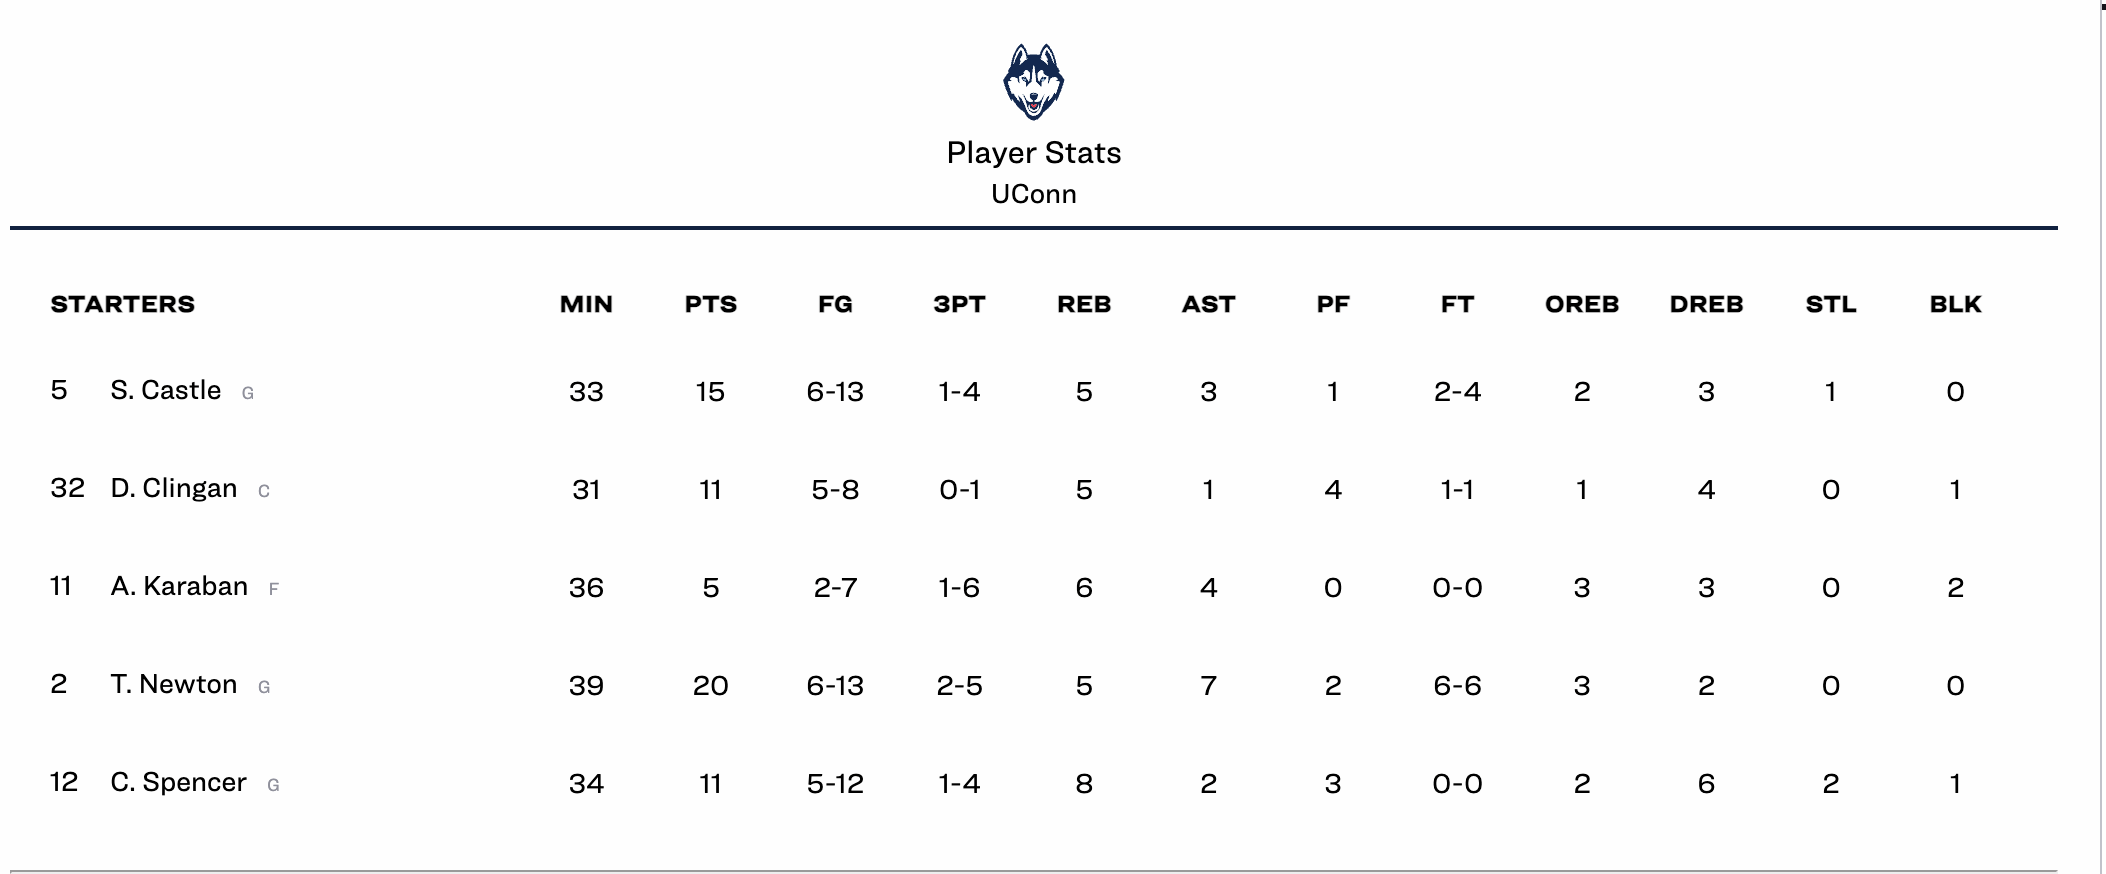 Player Stats
UConn
STARTERS MIN PTS FG 3PT REB AST PF FT OREB DREB STL BLK
5 S. Castle G 33 15 6-13 1-4 5 3 1 2-4 2 3 1 0
32 D. Clingan C 31 11 5-8 0-1 5 1 4 1-1 1 4 0 1
11 A. Karaban F 36 5 2-7 1-6 6 4 0 0-0 3 3 0 2
2 T. Newton G 39 20 6-13 2-5 5 7 2 6-6 3 2 0 0
12 C. Spencer G 34 11 5-12 1-4 8 2 3 0-0 2 6 2 1